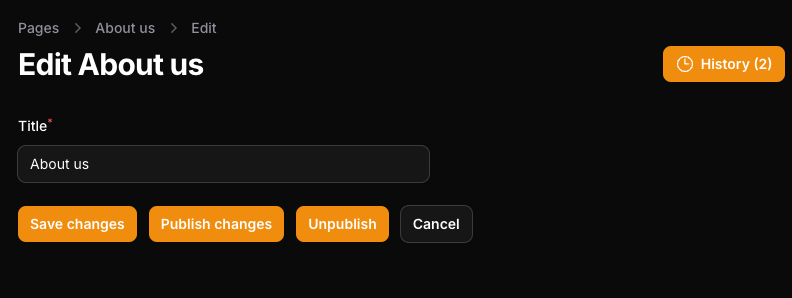 Pages > About us > Edit
Edit About us
History (2)
Title*
About us
Save changes Publish changes Unpublish Cancel